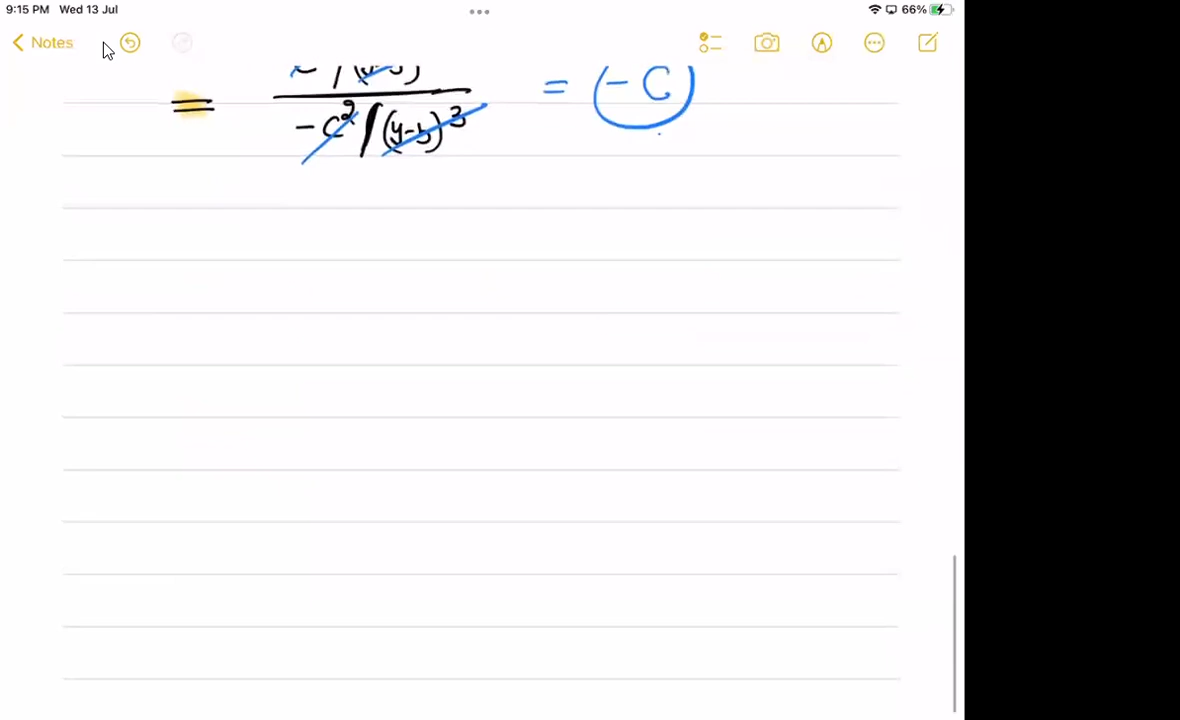 9:15 PM Wed 13 Jul
66%
Notes
= -c² / (y-b)³ = -C